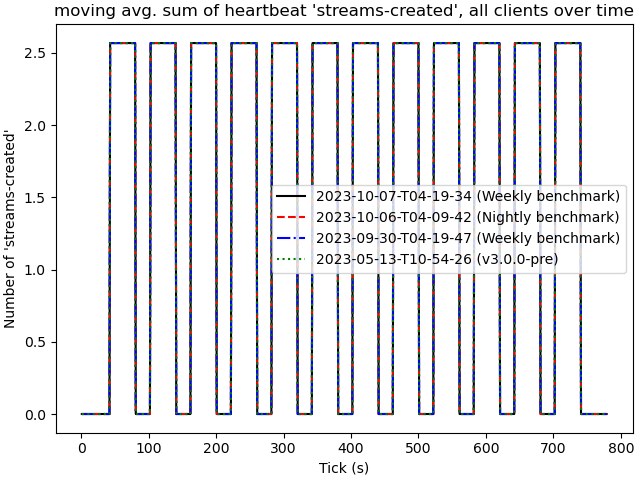 moving avg. sum of heartbeat 'streams-created', all clients over time
Number of 'streams-created'
2.5
2.0
1.5
1.0
0.5
0.0
2023-10-07-T04-19-34 (Weekly benchmark)
2023-10-06-T04-09-42 (Nightly benchmark)
2023-09-30-T04-19-47 (Weekly benchmark)
2023-05-13-T10-54-26 (v3.0.0-pre)
0 100 200 300 400 500 600 700 800
Tick (s)